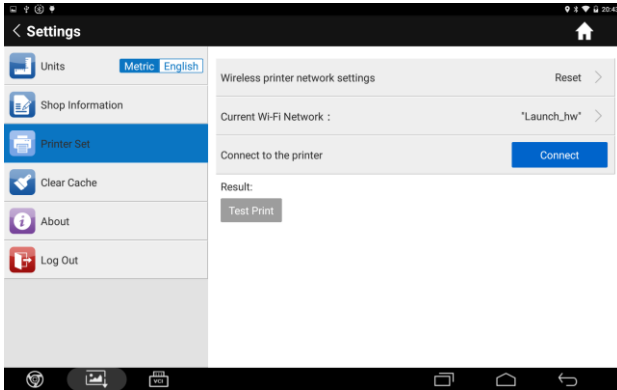 20:43
Settings
Units Metric English
Shop Information
Printer Set
Clear Cache
About
Log Out
Wireless printer network settings Reset
Current Wi-Fi Network : "Launch_hw"
Connect to the printer Connect
Result:
Test Print
VCI